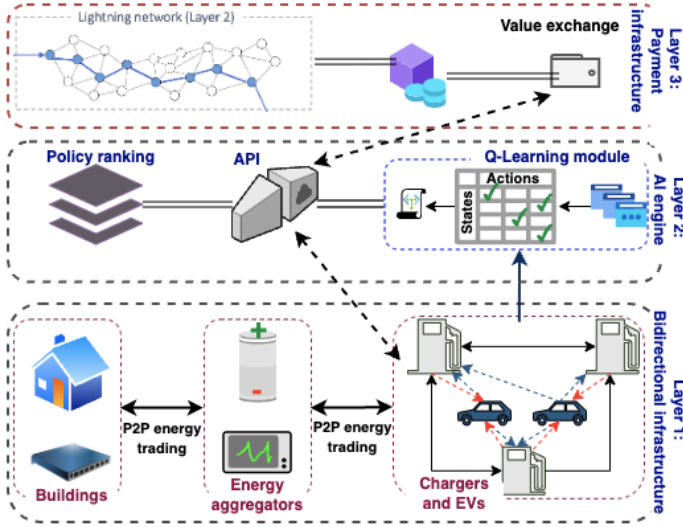 Lightning network (Layer 2)
Value exchange
Layer 3:
Payment
infrastructure
Policy ranking
API
Q-Learning module
Actions
States
Layer 2:
AI engine
P2P energy
trading
P2P energy
trading
Buildings
Energy
aggregators
Chargers
and EVs
Layer 1:
Bidirectional infrastructure